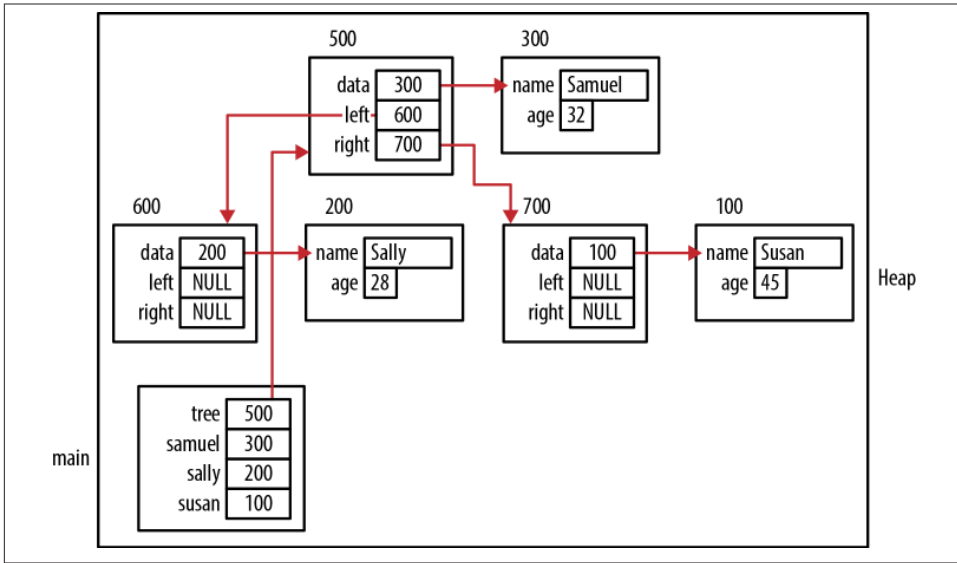 500
300
data 300
name Samuel
left 600
age 32
right 700
600
200
700
100
data 200
name Sally
data 100
name Susan
left NULL
age 28
left NULL
age 45
right NULL
right NULL
Heap
tree 500
samuel 300
main
sally 200
susan 100